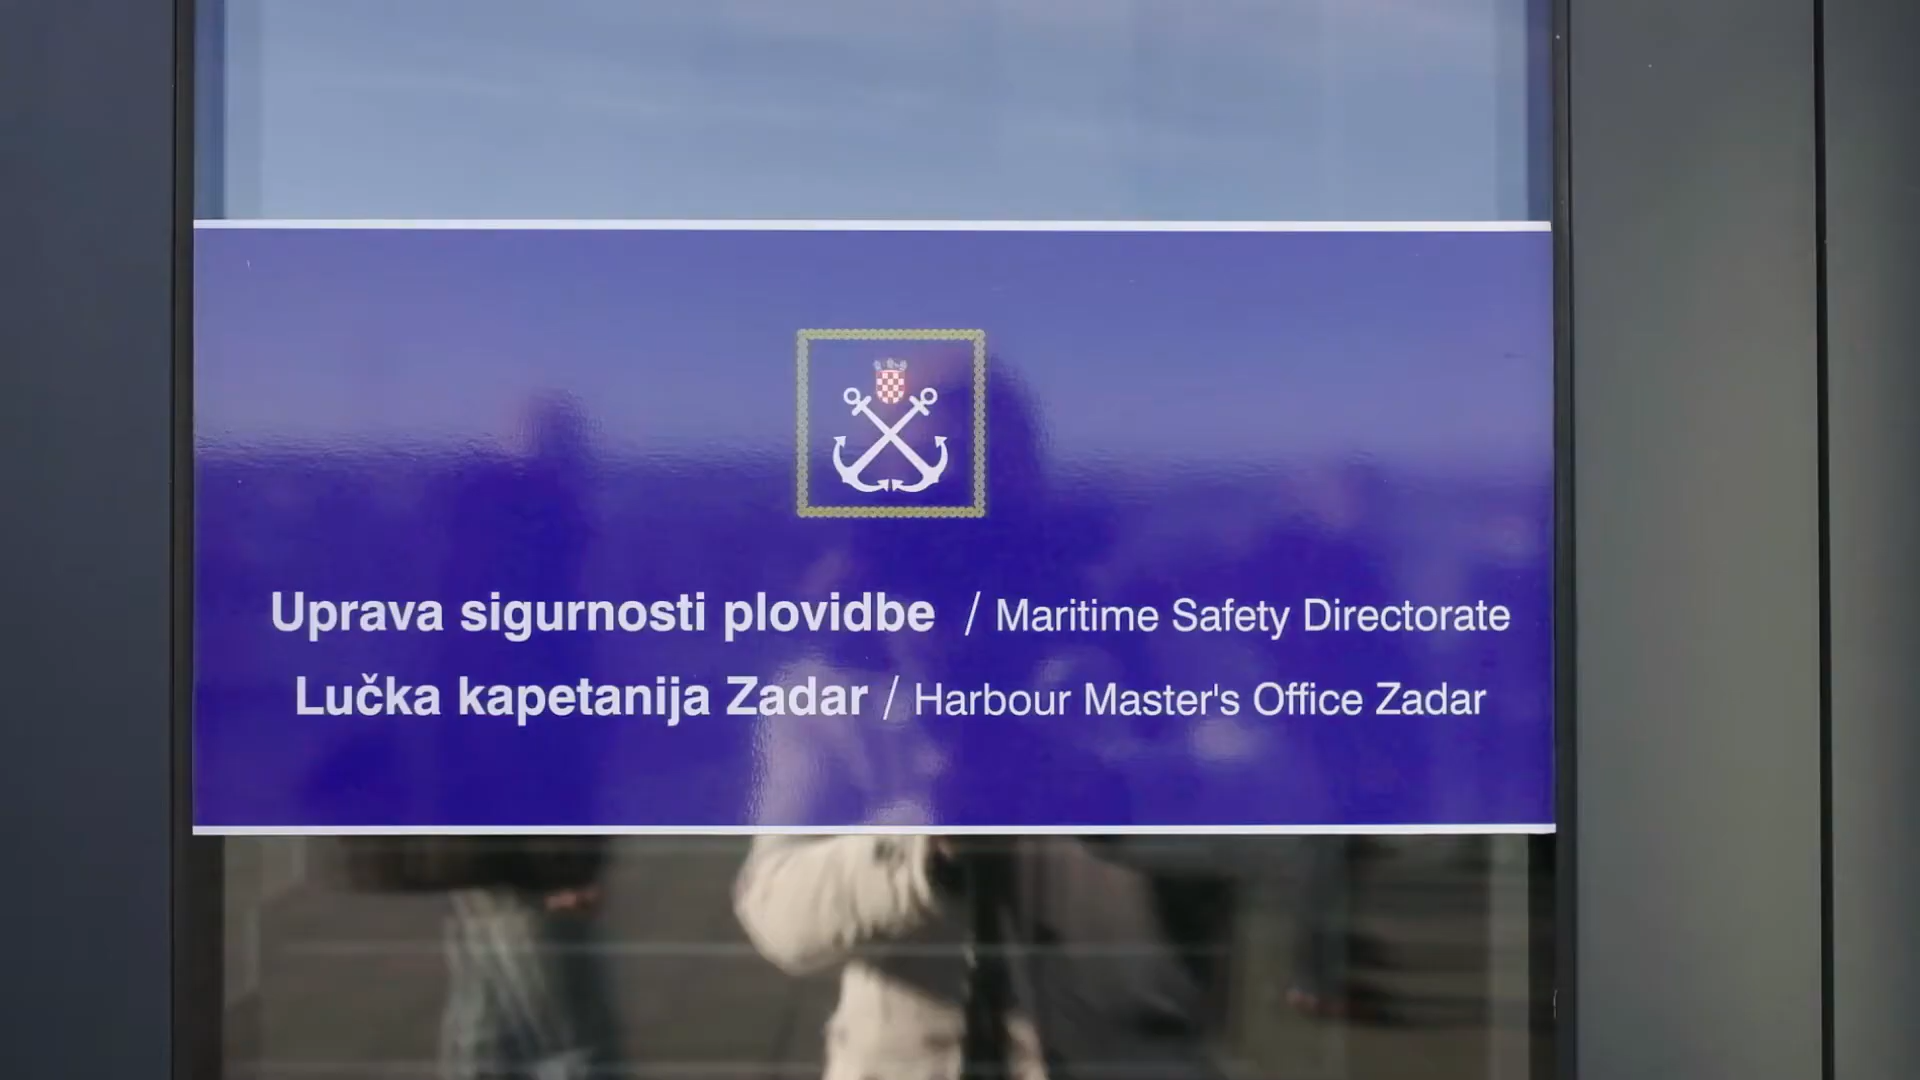 Uprava sigurnosti plovidbe / Maritime Safety Directorate
Lučka kapetanija Zadar / Harbour Master's Office Zadar